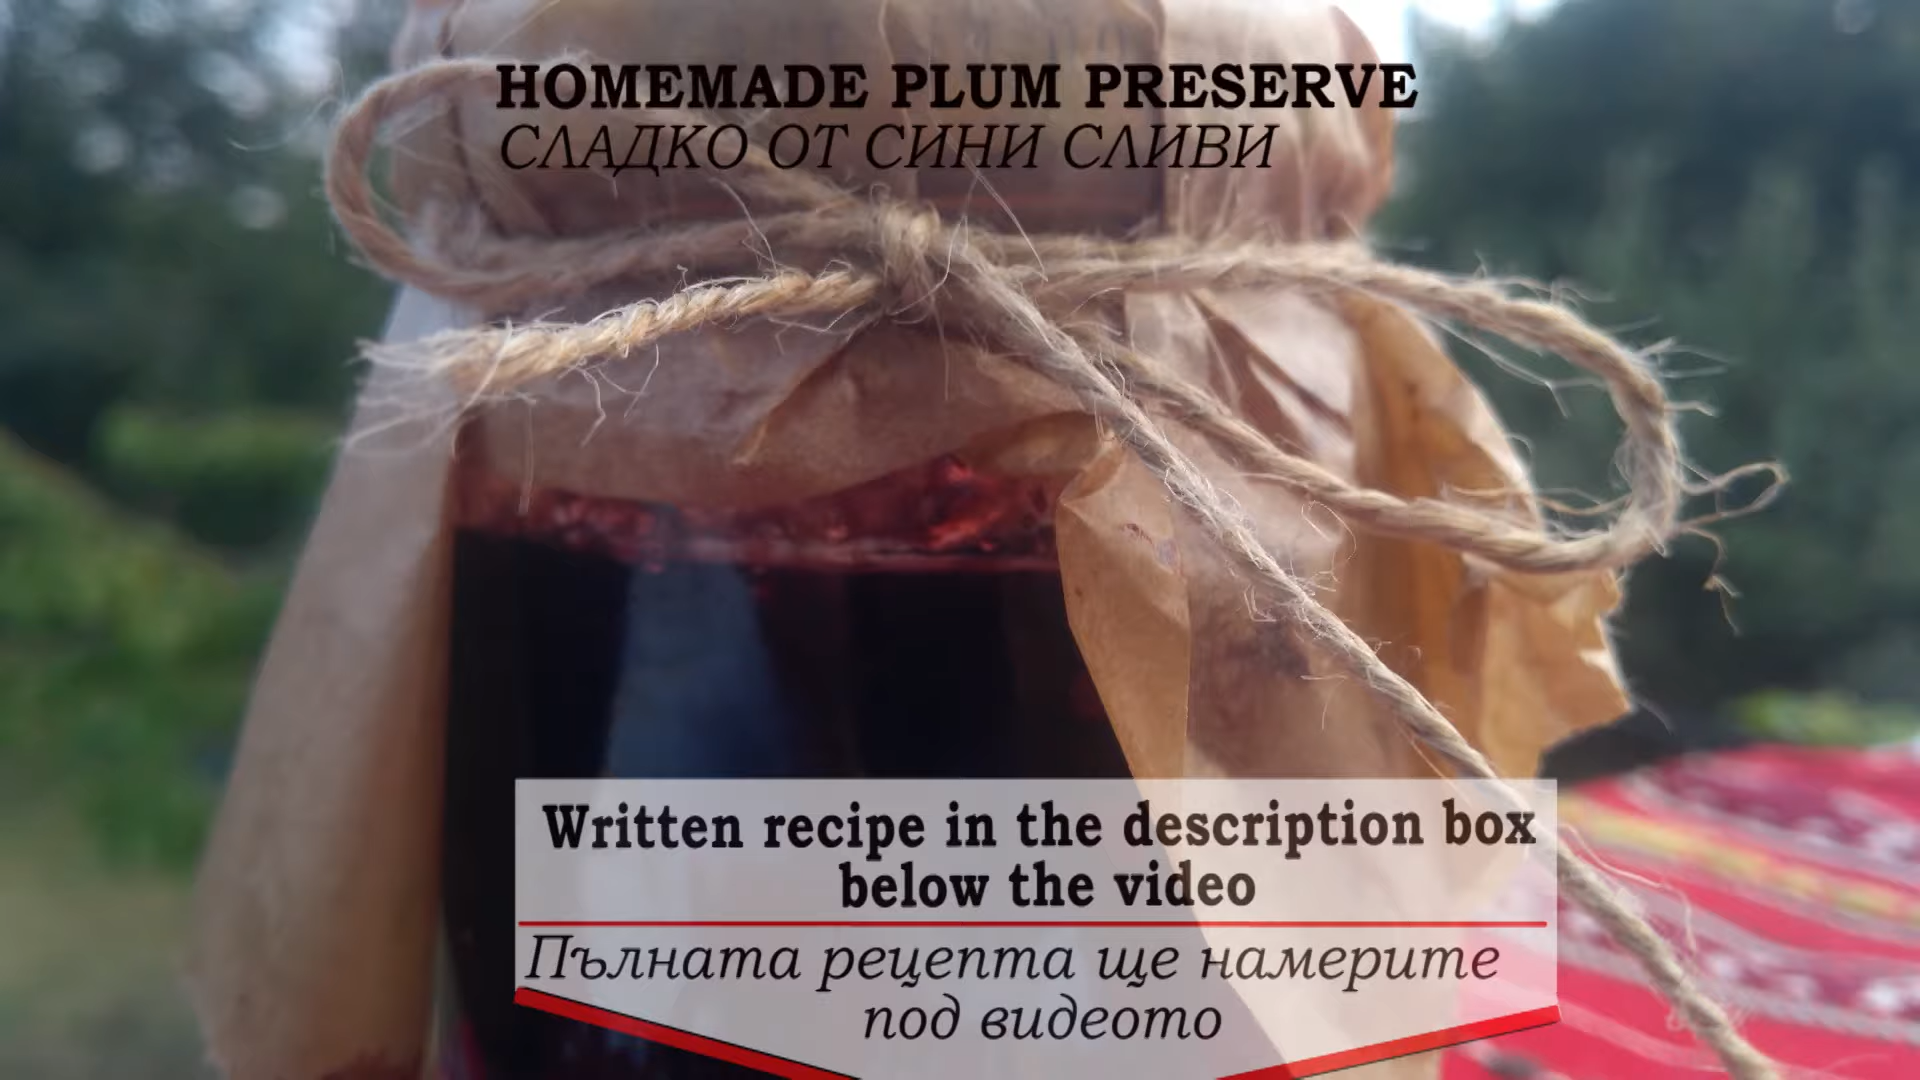 HOMEMADE PLUM PRESERVE
СЛАДКО ОТ СИНИ СЛИВИ
Written recipe in the description box
below the video
Пълната рецепта ще намерите
под видеото